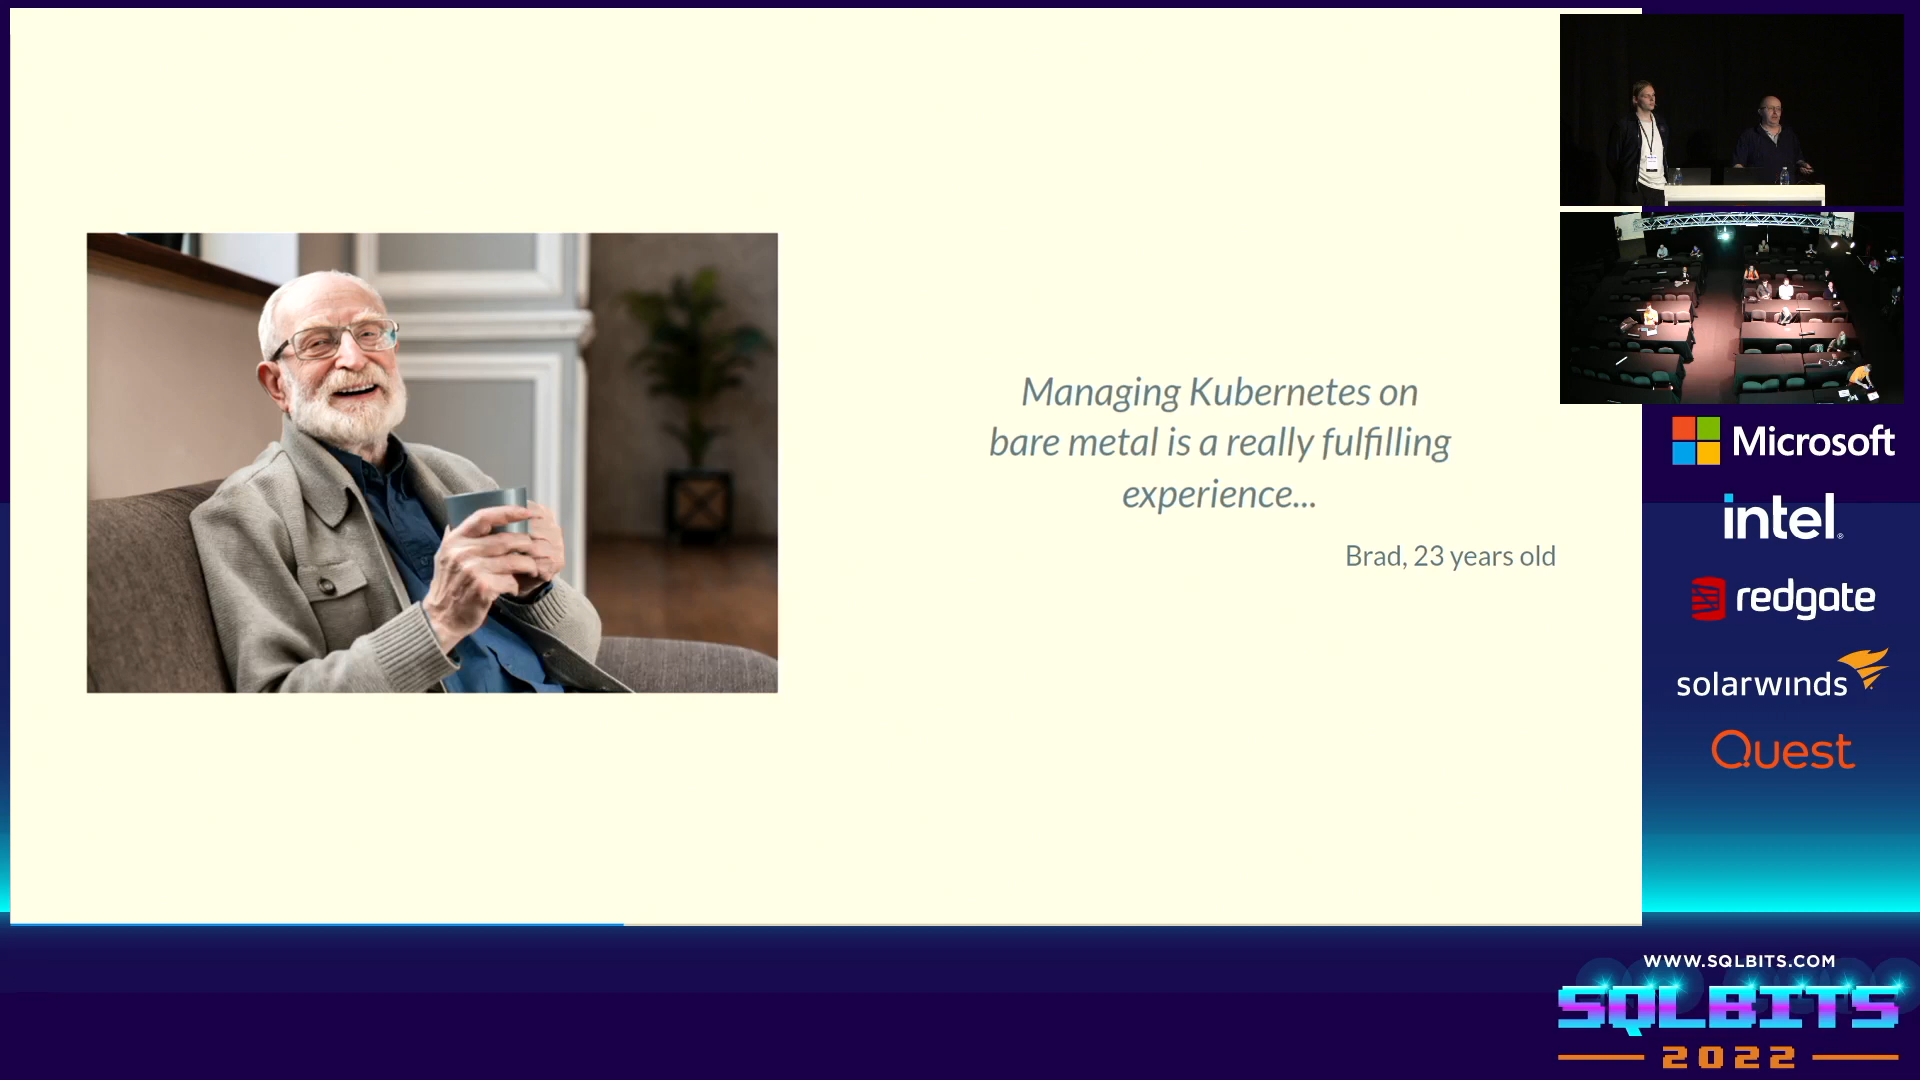 Managing Kubernetes on
bare metal is a really fulfilling
experience...
Brad, 23 years old
Microsoft
intel.
redgate
solarwinds
Quest
WWW.SQLBITS.COM
SQLBITS
2022